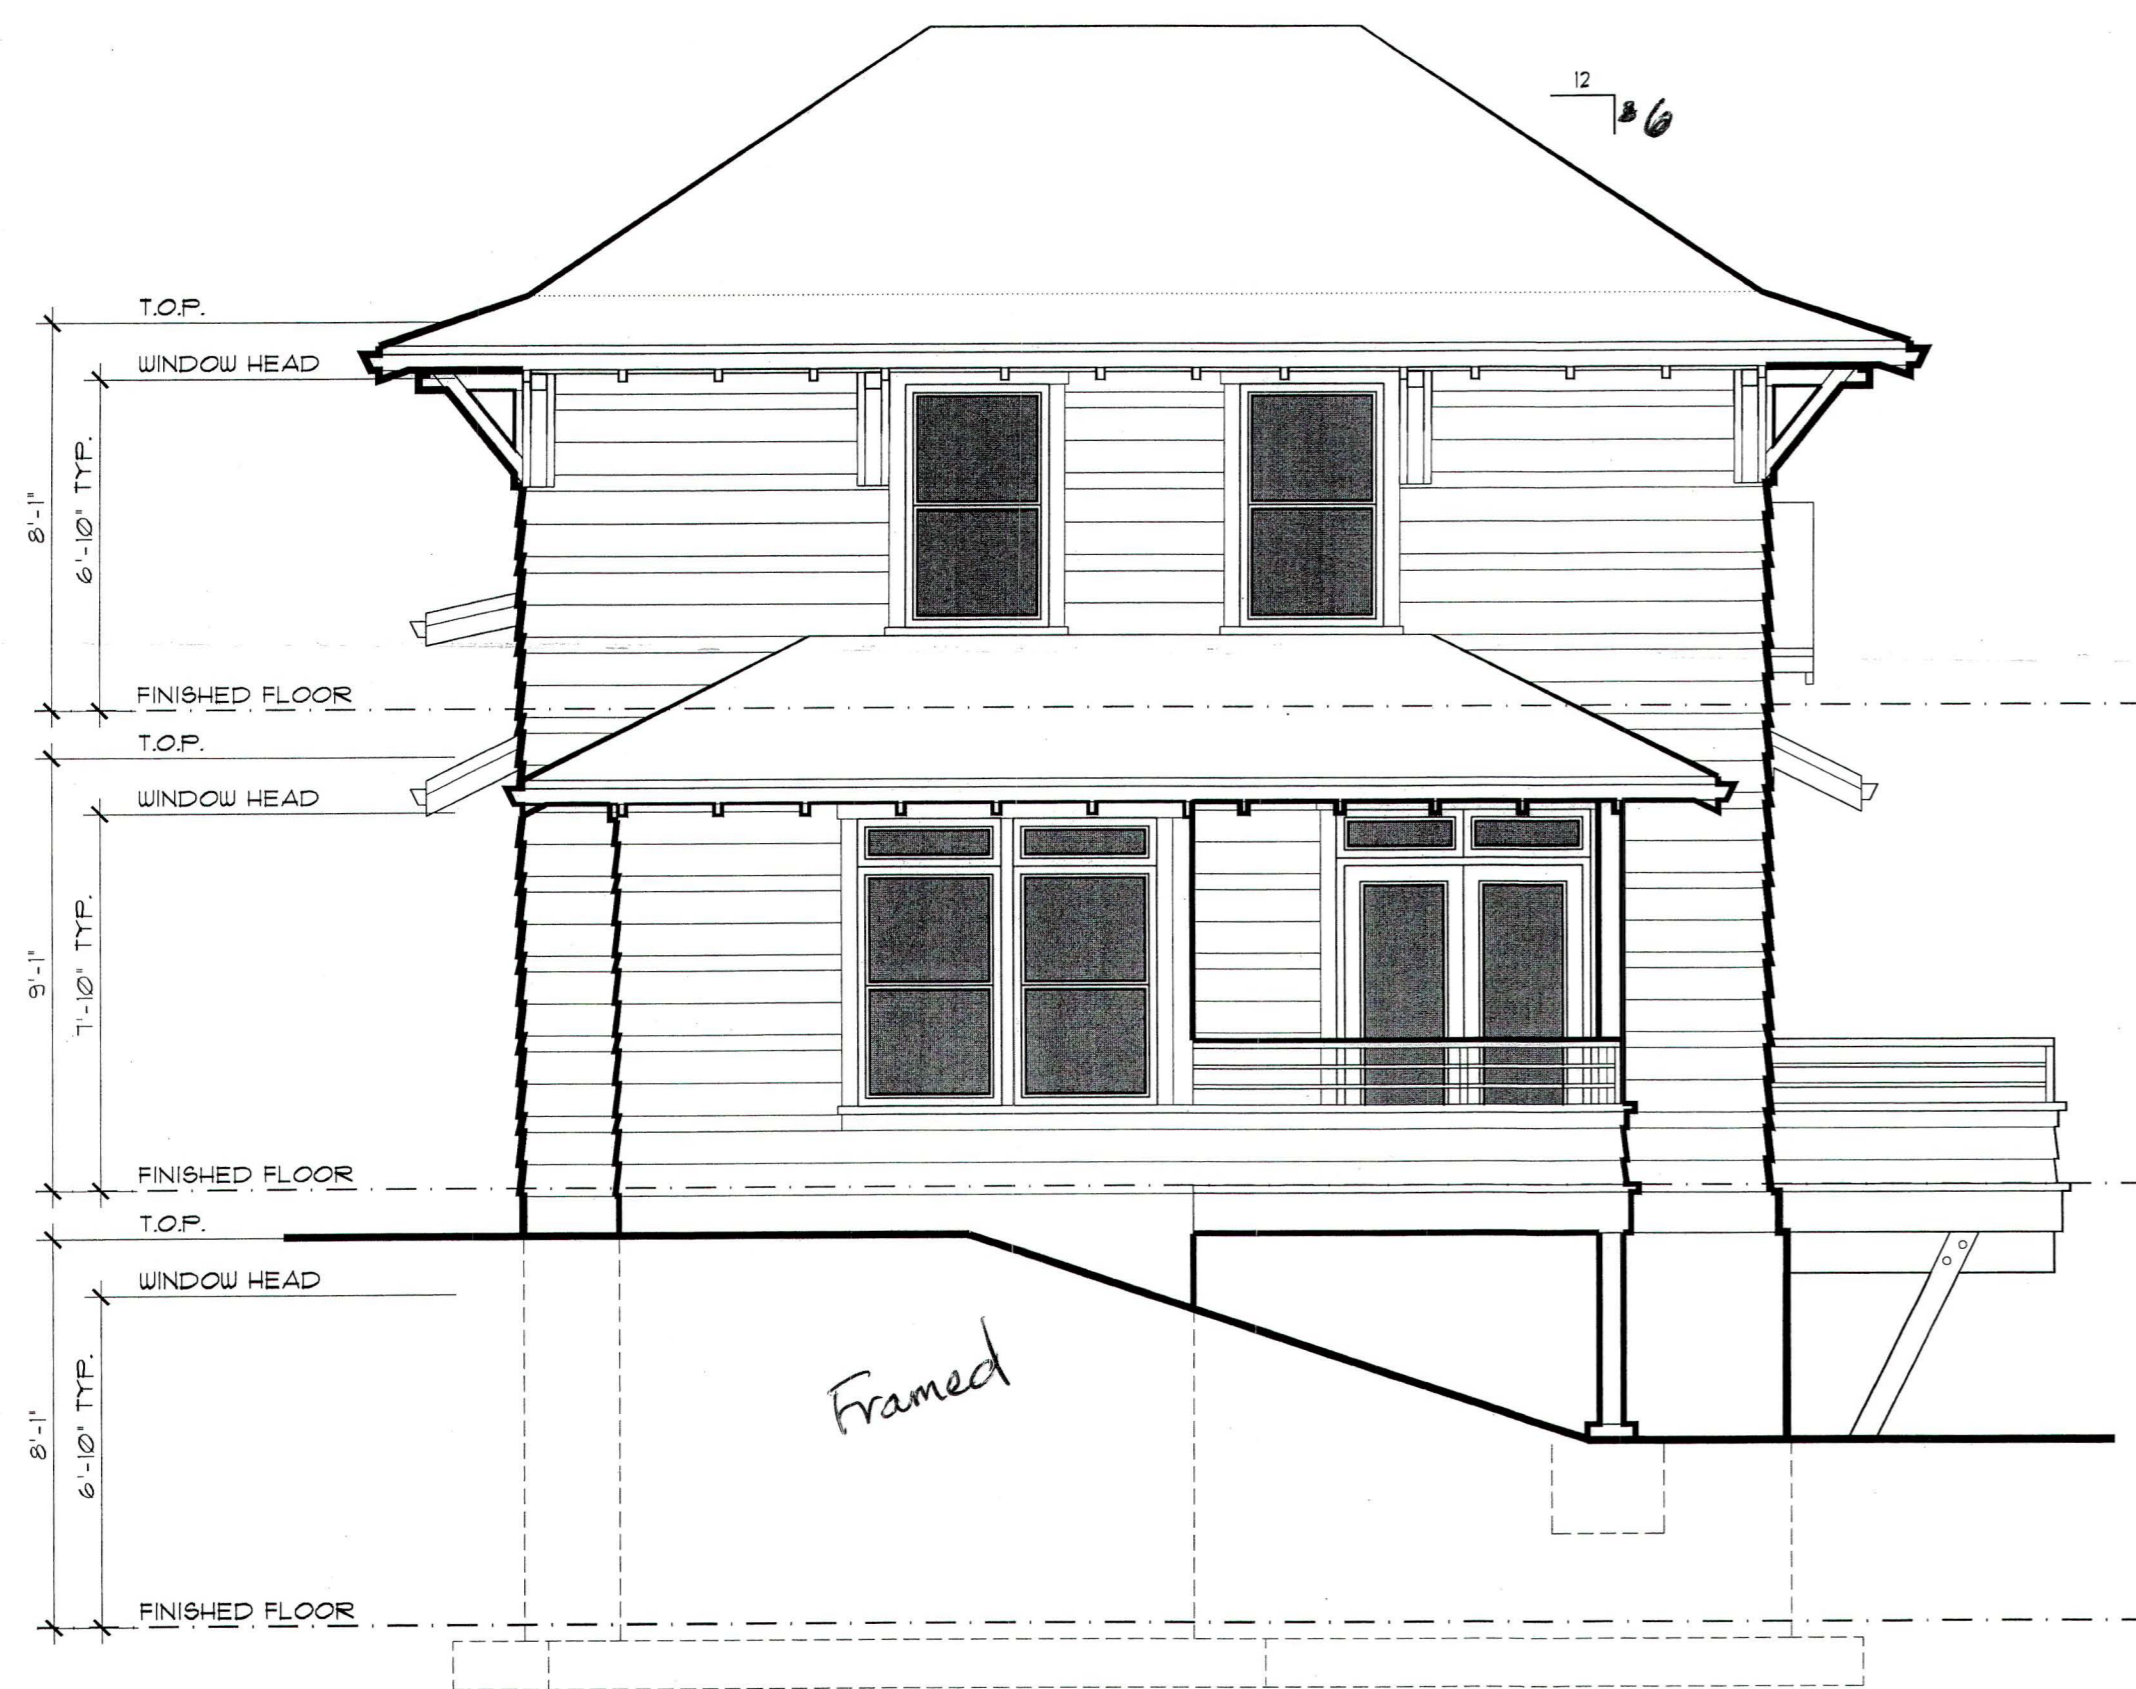 12
8 6
T.O.P.
WINDOW HEAD
8'-1"
6'-10" TYP.
FINISHED FLOOR
T.O.P.
WINDOW HEAD
9'-1"
7'-10" TYP.
FINISHED FLOOR
T.O.P.
WINDOW HEAD
Framed
8'-1"
6'-10" TYP.
FINISHED FLOOR